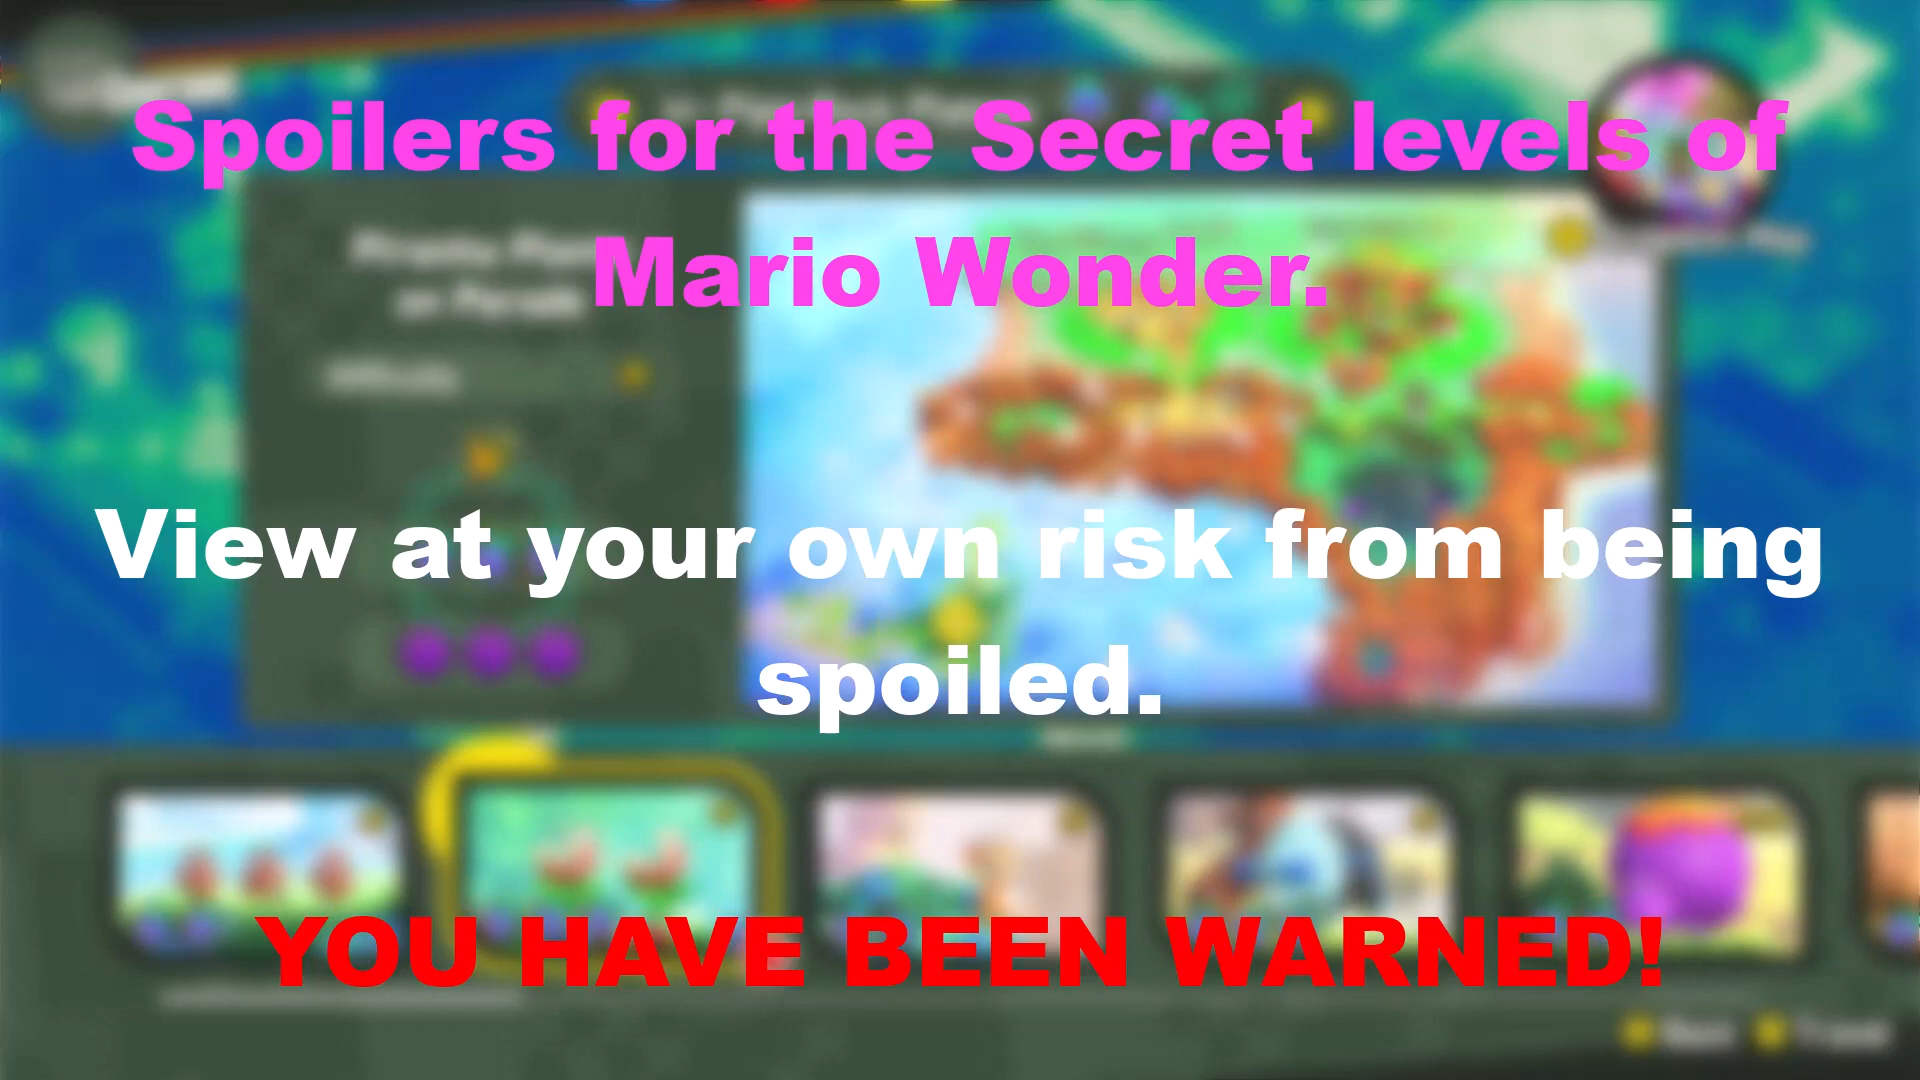 Spoilers for the Secret levels of
Mario Wonder.
View at your own risk from being
spoiled.
YOU HAVE BEEN WARNED!